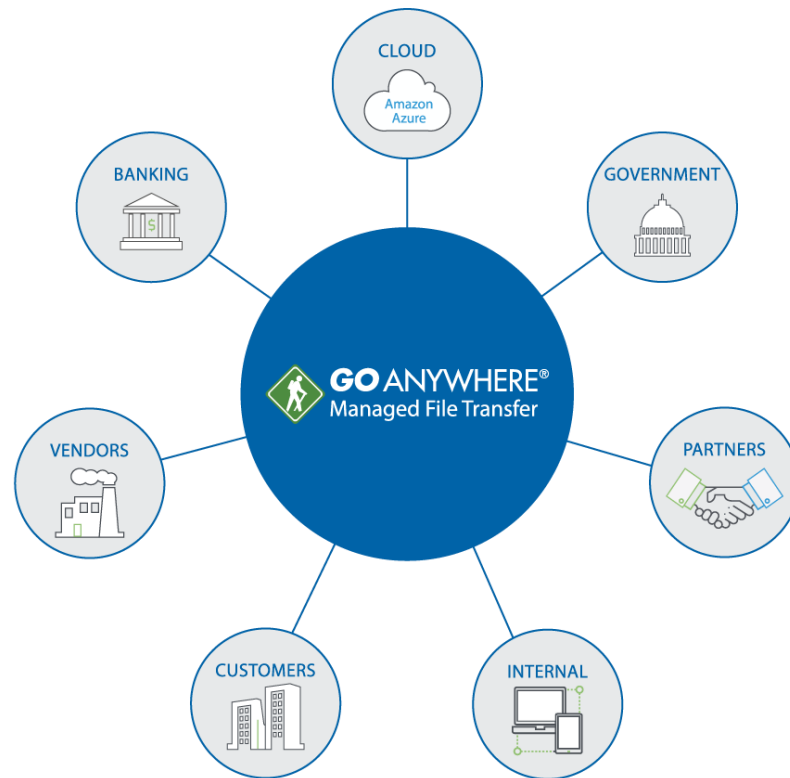 CLOUD
Amazon
Azure
BANKING
$
GOVERNMENT
GO ANYWHERE®
Managed File Transfer
VENDORS
PARTNERS
CUSTOMERS
INTERNAL